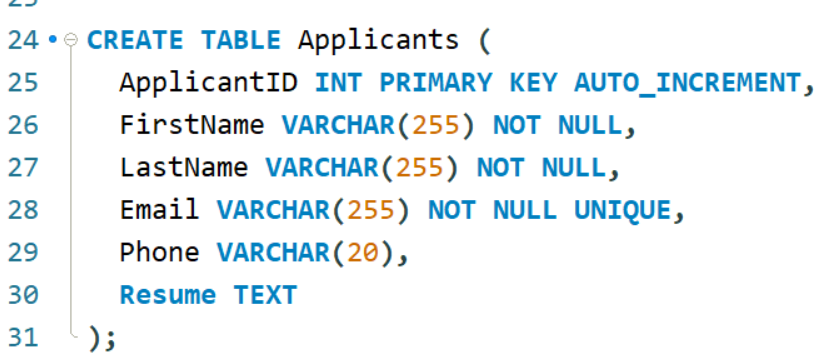 24 CREATE TABLE Applicants (
25 ApplicantID INT PRIMARY KEY AUTO_INCREMENT,
26 FirstName VARCHAR(255) NOT NULL,
27 LastName VARCHAR(255) NOT NULL,
28 Email VARCHAR(255) NOT NULL UNIQUE,
29 Phone VARCHAR(20),
30 Resume TEXT
31 );